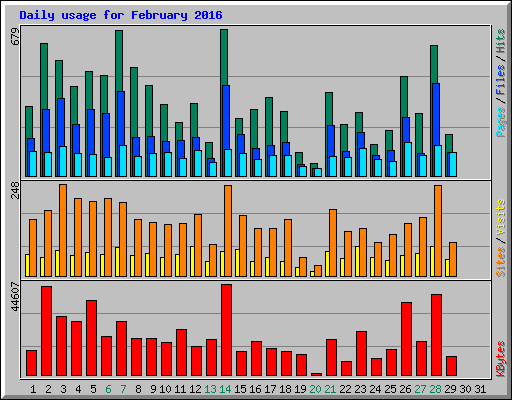 Daily usage for February 2016
679
Pages/Files/Hits
248
Sites/Visits
44607
KBytes
1 2 3 4 5 6 7 8 9 10 11 12 13 14 15 16 17 18 19 20 21 22 23 24 25 26 27 28 29 30 31